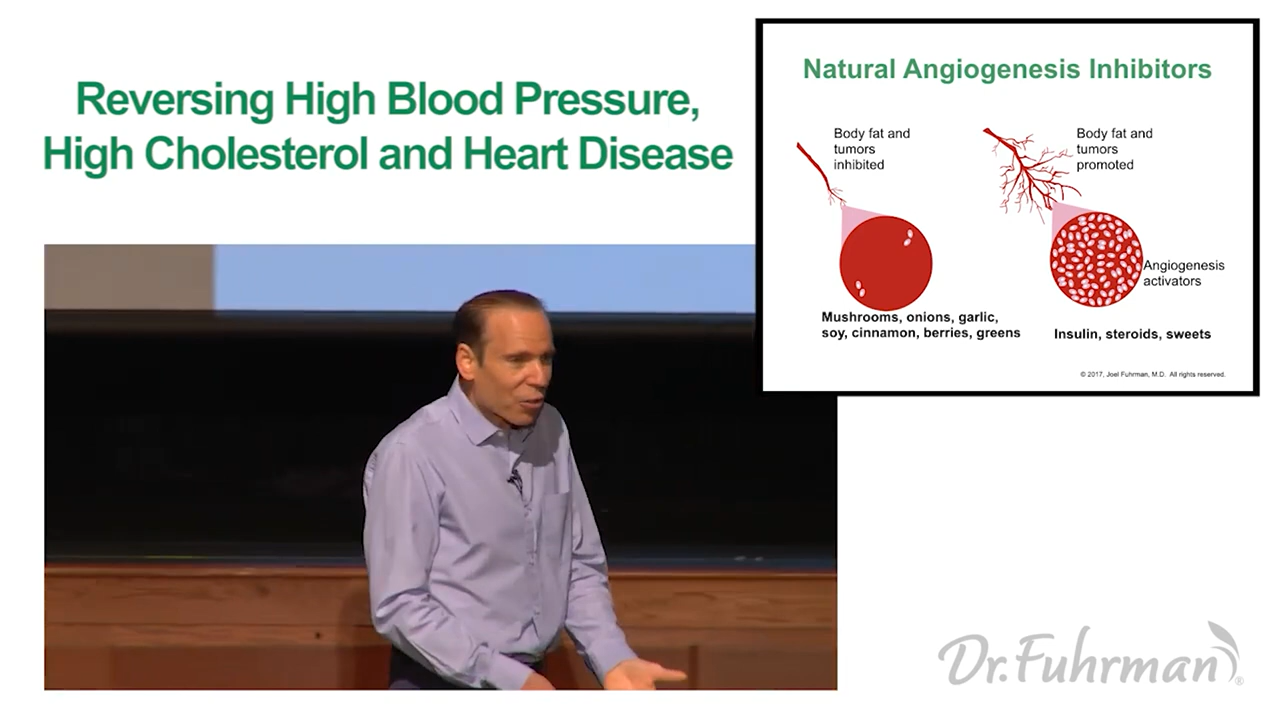 Reversing High Blood Pressure,
High Cholesterol and Heart Disease
Natural Angiogenesis Inhibitors
Body fat and
tumors
inhibited
Body fat and
tumors
promoted
Angiogenesis
activators
Mushrooms, onions, garlic,
soy, cinnamon, berries, greens
Insulin, steroids, sweets
© 2017, Joel Fuhrman, M.D. All rights reserved.
Dr.Fuhrman®